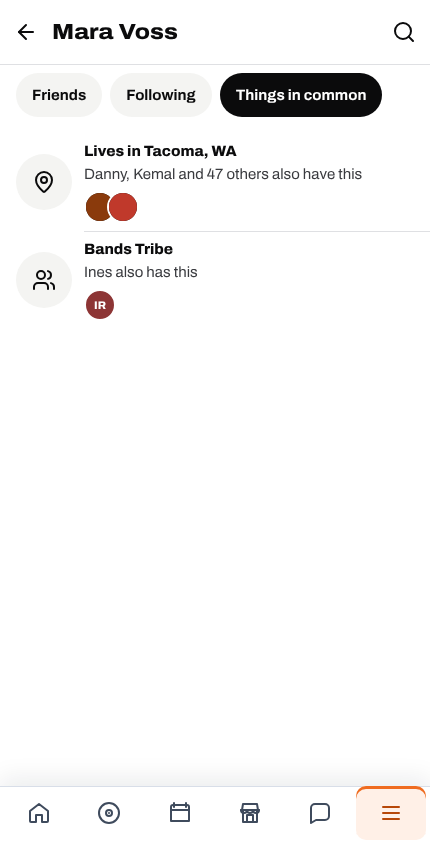 Mara Voss
Friends
Following
Things in common
Lives in Tacoma, WA
Danny, Kemal and 47 others also have this
Bands Tribe
Ines also has this
IR